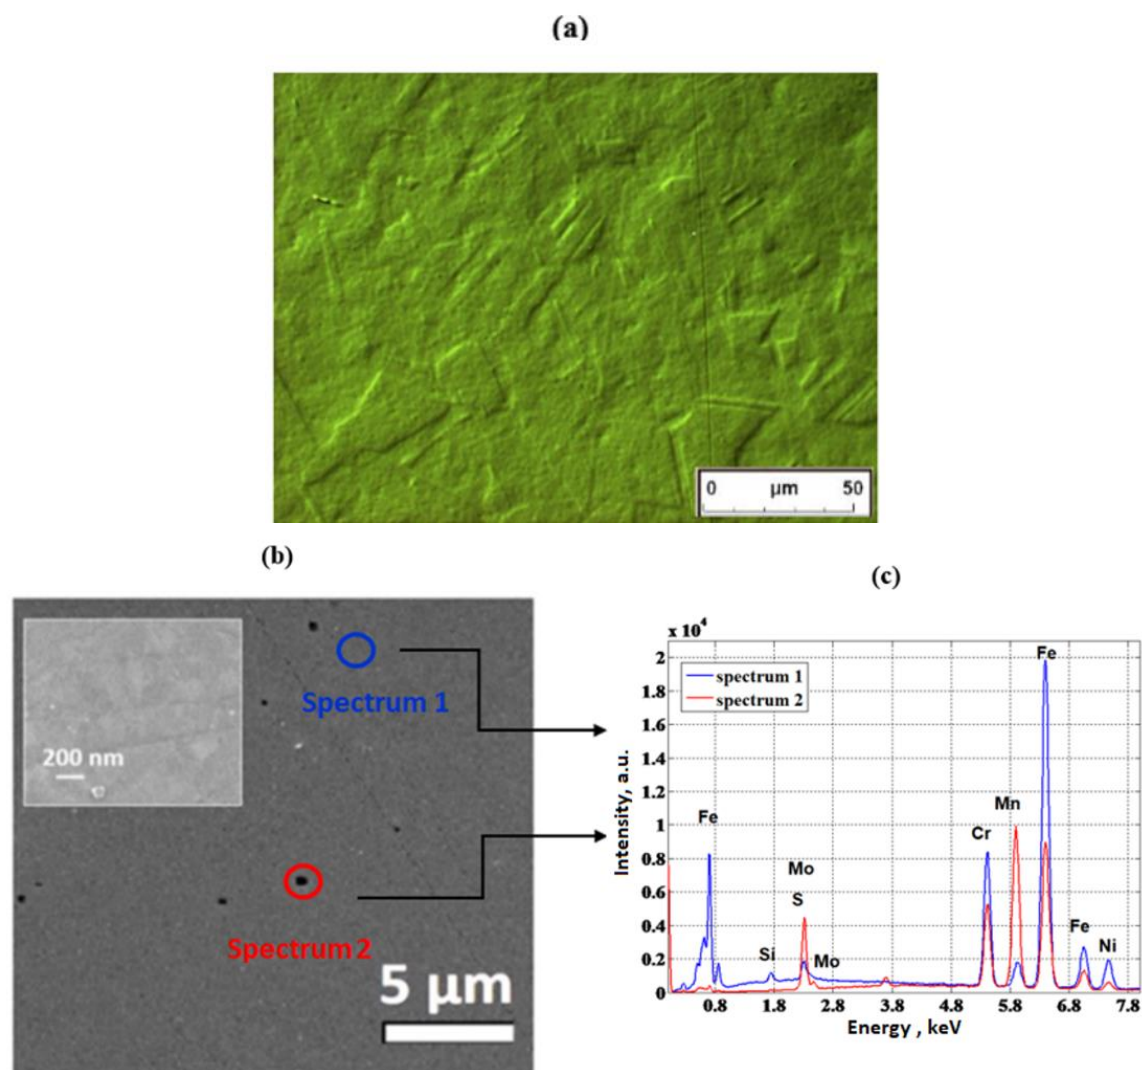 (a)
0 µm 50
(b)
200 nm
Spectrum 1
Spectrum 2
5 µm
(c)
x 10⁴
2
1.8
1.6
1.4
1.2
1
0.8
0.6
0.4
0.2
0
Intensity, a.u.
spectrum 1
spectrum 2
Fe
Fe
Mn
Cr
Mo
S
Mo
Si
Fe
Ni
0.8 1.8 2.8 3.8 4.8 5.8 6.8 7.8
Energy , keV